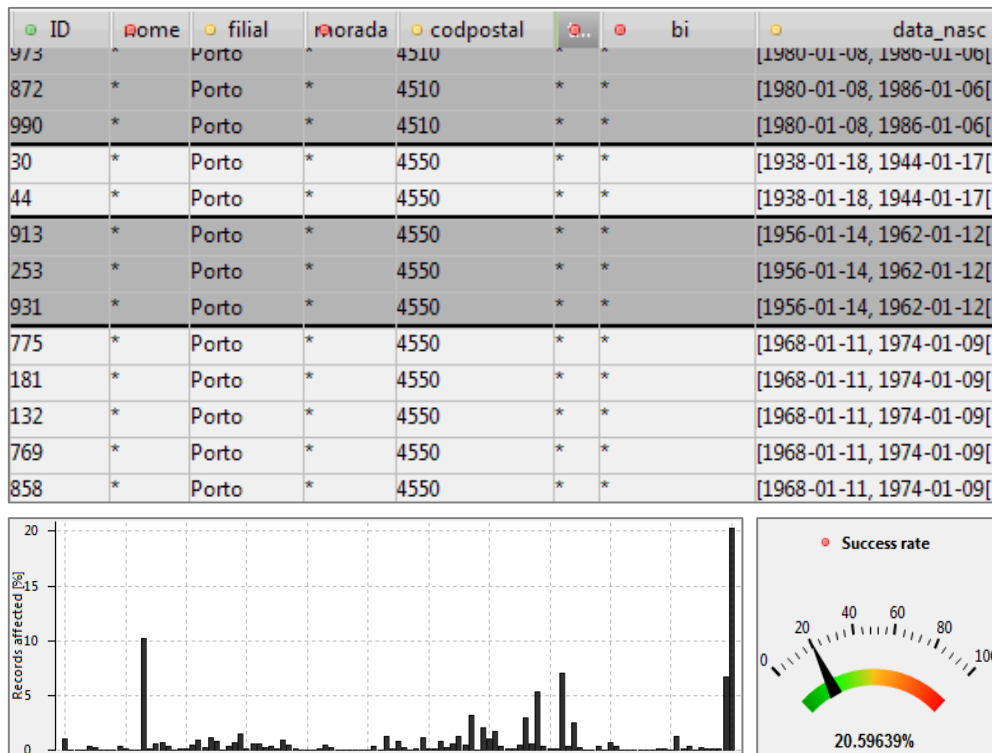 ID nome filial morada codpostal t.. bi data_nasc
973 * Porto * 4510 * * [1980-01-08, 1986-01-06[
872 * Porto * 4510 * * [1980-01-08, 1986-01-06[
990 * Porto * 4510 * * [1980-01-08, 1986-01-06[
30 * Porto * 4550 * * [1938-01-18, 1944-01-17[
44 * Porto * 4550 * * [1938-01-18, 1944-01-17[
913 * Porto * 4550 * * [1956-01-14, 1962-01-12[
253 * Porto * 4550 * * [1956-01-14, 1962-01-12[
931 * Porto * 4550 * * [1956-01-14, 1962-01-12[
775 * Porto * 4550 * * [1968-01-11, 1974-01-09[
181 * Porto * 4550 * * [1968-01-11, 1974-01-09[
132 * Porto * 4550 * * [1968-01-11, 1974-01-09[
769 * Porto * 4550 * * [1968-01-11, 1974-01-09[
858 * Porto * 4550 * * [1968-01-11, 1974-01-09[
Records affected [%]
20
15
10
5
0
Success rate
0 20 40 60 80 100
20.59639%